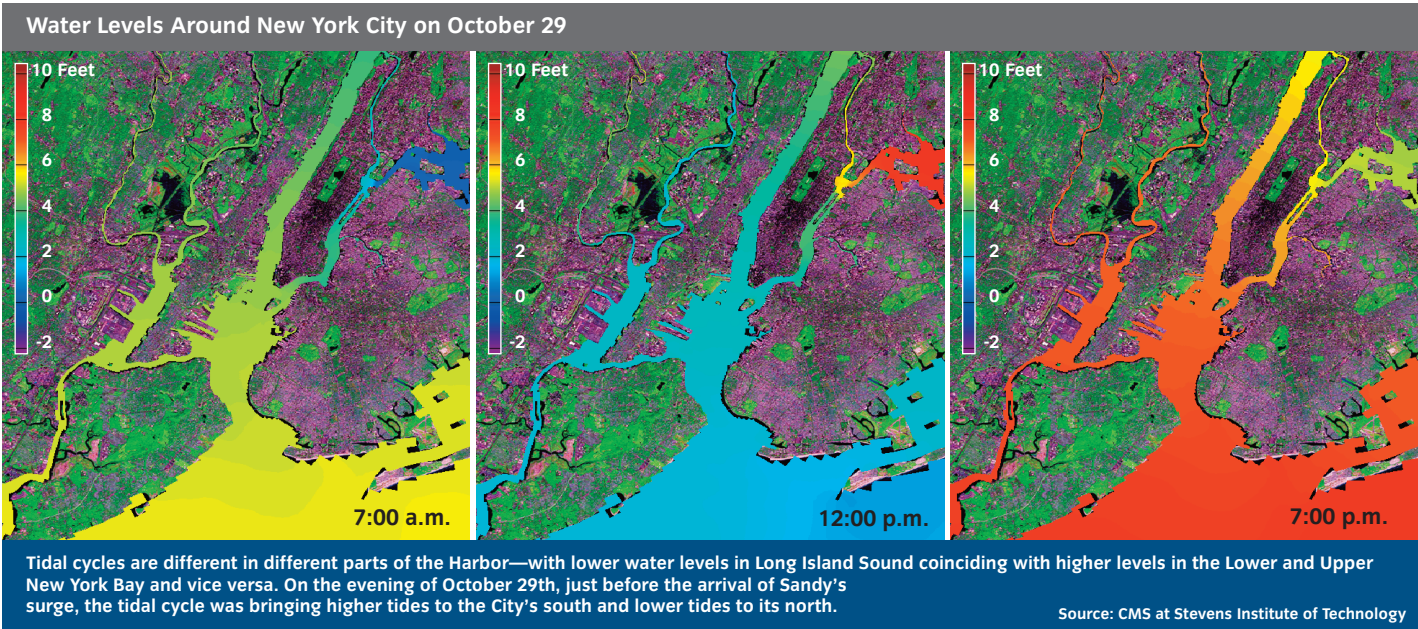 Water Levels Around New York City on October 29
10 Feet
8
6
4
2
0
-2
7:00 a.m.
10 Feet
8
6
4
2
0
-2
12:00 p.m.
10 Feet
8
6
4
2
0
-2
7:00 p.m.
Tidal cycles are different in different parts of the Harbor—with lower water levels in Long Island Sound coinciding with higher levels in the Lower and Upper
New York Bay and vice versa. On the evening of October 29th, just before the arrival of Sandy's
surge, the tidal cycle was bringing higher tides to the City's south and lower tides to its north.
Source: CMS at Stevens Institute of Technology